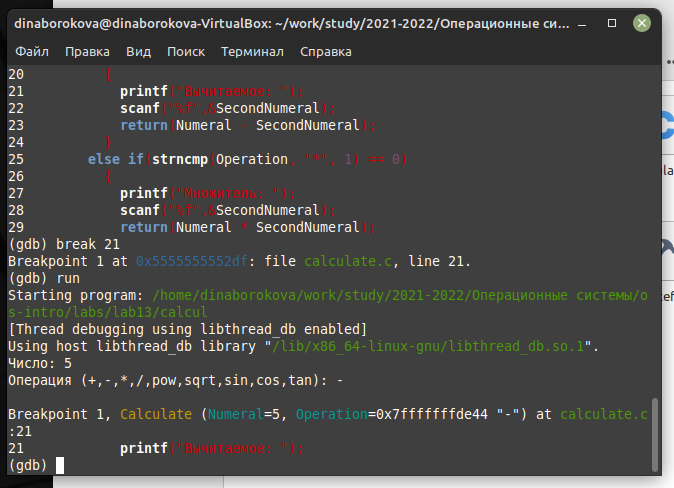 dinaborokova@dinaborokova-VirtualBox: ~/work/study/2021-2022/Операционные си…
Файл Правка Вид Поиск Терминал Справка
20 {
21 printf("Вычитаемое: ");
22 scanf("%f",&SecondNumeral);
23 return(Numeral - SecondNumeral);
24 }
25 else if(strncmp(Operation, "*", 1) == 0)
26 {
27 printf("Множитель: ");
28 scanf("%f",&SecondNumeral);
29 return(Numeral * SecondNumeral);
(gdb) break 21
Breakpoint 1 at 0x5555555552df: file calculate.c, line 21.
(gdb) run
Starting program: /home/dinaborokova/work/study/2021-2022/Операционные системы/o
s-intro/labs/lab13/calcul
[Thread debugging using libthread_db enabled]
Using host libthread_db library "/lib/x86_64-linux-gnu/libthread_db.so.1".
Число: 5
Операция (+,-,*,/,pow,sqrt,sin,cos,tan): -
Breakpoint 1, Calculate (Numeral=5, Operation=0x7fffffffde44 "-") at calculate.c
:21
21 printf("Вычитаемое: ");
(gdb)